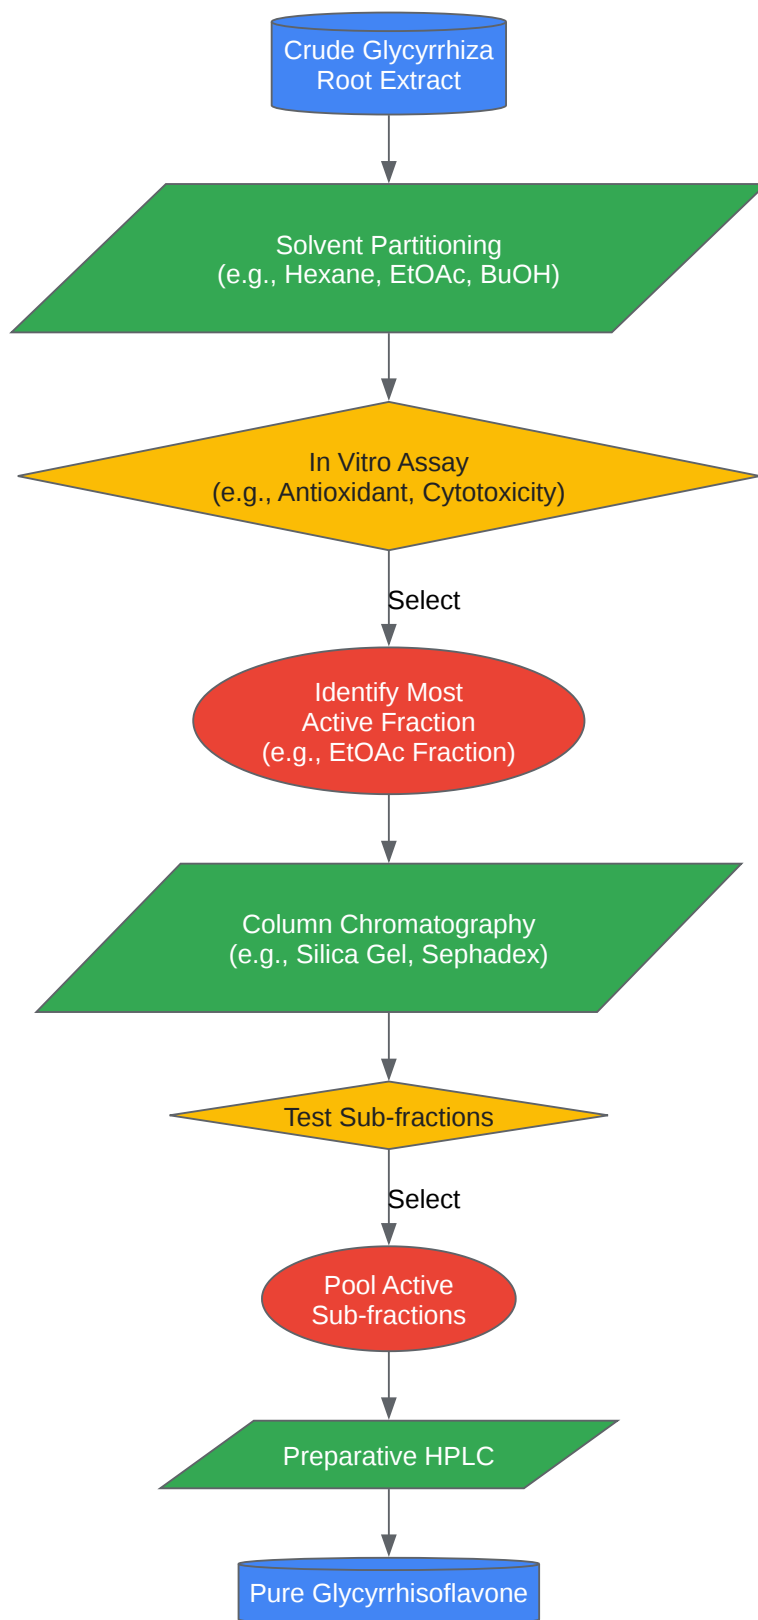 Crude Glycyrrhiza
Root Extract
Solvent Partitioning
(e.g., Hexane, EtOAc, BuOH)
In Vitro Assay
(e.g., Antioxidant, Cytotoxicity)
Select
Identify Most
Active Fraction
(e.g., EtOAc Fraction)
Column Chromatography
(e.g., Silica Gel, Sephadex)
Test Sub-fractions
Select
Pool Active
Sub-fractions
Preparative HPLC
Pure Glycyrrhisoflavone